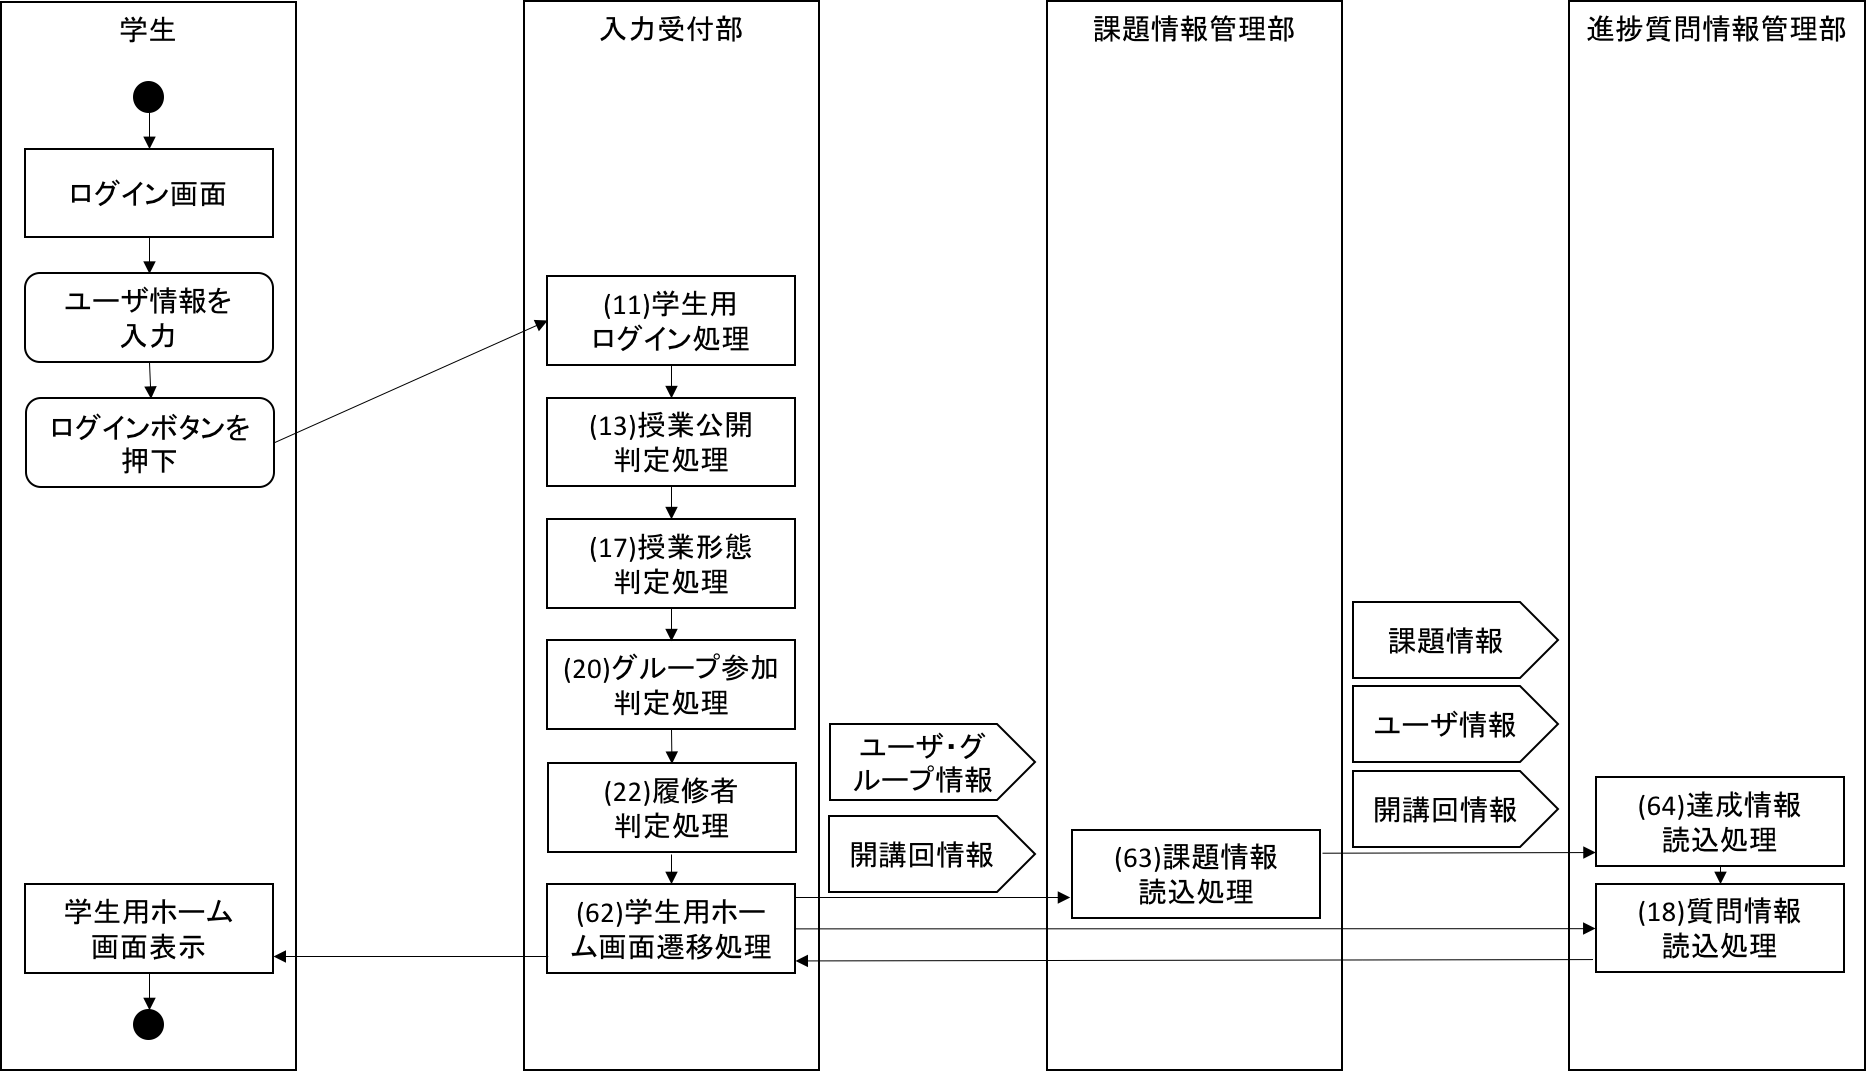 学生
ログイン画面
ユーザ情報を
入力
ログインボタンを
押下
学生用ホーム
画面表示
入力受付部
(11)学生用
ログイン処理
(13)授業公開
判定処理
(17)授業形態
判定処理
(20)グループ参加
判定処理
(22)履修者
判定処理
(62)学生用ホー
ム画面遷移処理
ユーザ・グ
ループ情報
開講回情報
課題情報管理部
(63)課題情報
読込処理
課題情報
ユーザ情報
開講回情報
進捗質問情報管理部
(64)達成情報
読込処理
(18)質問情報
読込処理